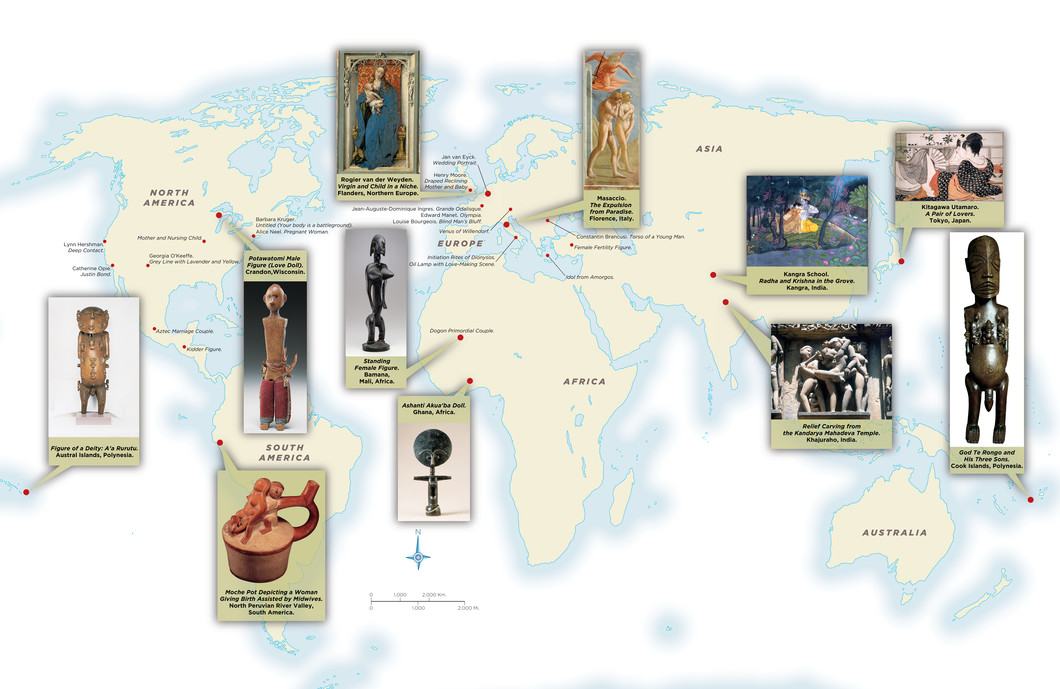 NORTH
AMERICA
Lynn Hershman.
Deep Contact.
Catherine Opie.
Justin Bond.
Mother and Nursing Child.
Georgia O'Keeffe.
Grey Line with Lavender and Yellow.
Barbara Kruger.
Untitled (Your body is a battleground).
Alice Neel. Pregnant Woman
Potawatomi Male
Figure (Love Doll).
Crandon,Wisconsin.
Aztec Marriage Couple.
Kidder Figure.
Figure of a Deity: A'a Rurutu.
Austral Islands, Polynesia.
SOUTH
AMERICA
Moche Pot Depicting a Woman
Giving Birth Assisted by Midwives.
North Peruvian River Valley,
South America.
Rogier van der Weyden.
Virgin and Child in a Niche.
Flanders, Northern Europe.
Jan van Eyck.
Wedding Portrait.
Henry Moore.
Draped Reclining
Mother and Baby.
Jean-Auguste-Dominique Ingres. Grande Odalisque.
Edward Manet. Olympia.
Louise Bourgeois. Blind Man's Bluff.
Venus of Willendorf.
EUROPE
Initiation Rites of Dionysis.
Oil Lamp with Love-Making Scene.
Masaccio.
The Expulsion
from Paradise.
Florence, Italy.
Constantin Brancusi. Torso of a Young Man.
Female Fertility Figure.
Idol from Amorgos.
Standing
Female Figure.
Bamana,
Mali, Africa.
Dogon Primordial Couple.
Ashanti Akua'ba Doll.
Ghana, Africa.
AFRICA
N
0 1,000 2,000 KM.
0 1,000 2,000 Mi.
ASIA
Kangra School.
Radha and Krishna in the Grove.
Kangra, India.
Kitagawa Utamaro.
A Pair of Lovers.
Tokyo, Japan.
Relief Carving from
the Kandarya Mahadeva Temple.
Khajuraho, India.
God Te Rongo and
His Three Sons.
Cook Islands, Polynesia.
AUSTRALIA